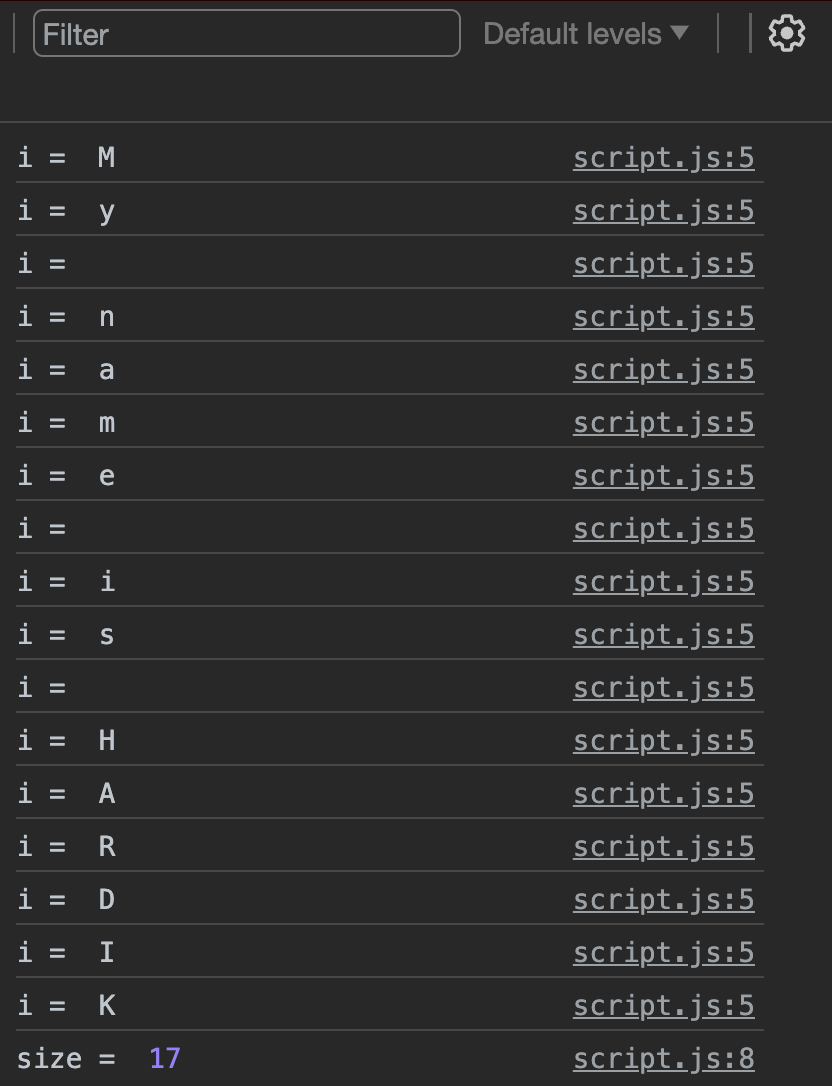 Filter Default levels ▼
i =  M script.js:5
i =  y script.js:5
i = script.js:5
i =  n script.js:5
i =  a script.js:5
i =  m script.js:5
i =  e script.js:5
i = script.js:5
i =  i script.js:5
i =  s script.js:5
i = script.js:5
i =  H script.js:5
i =  A script.js:5
i =  R script.js:5
i =  D script.js:5
i =  I script.js:5
i =  K script.js:5
size =  17 script.js:8